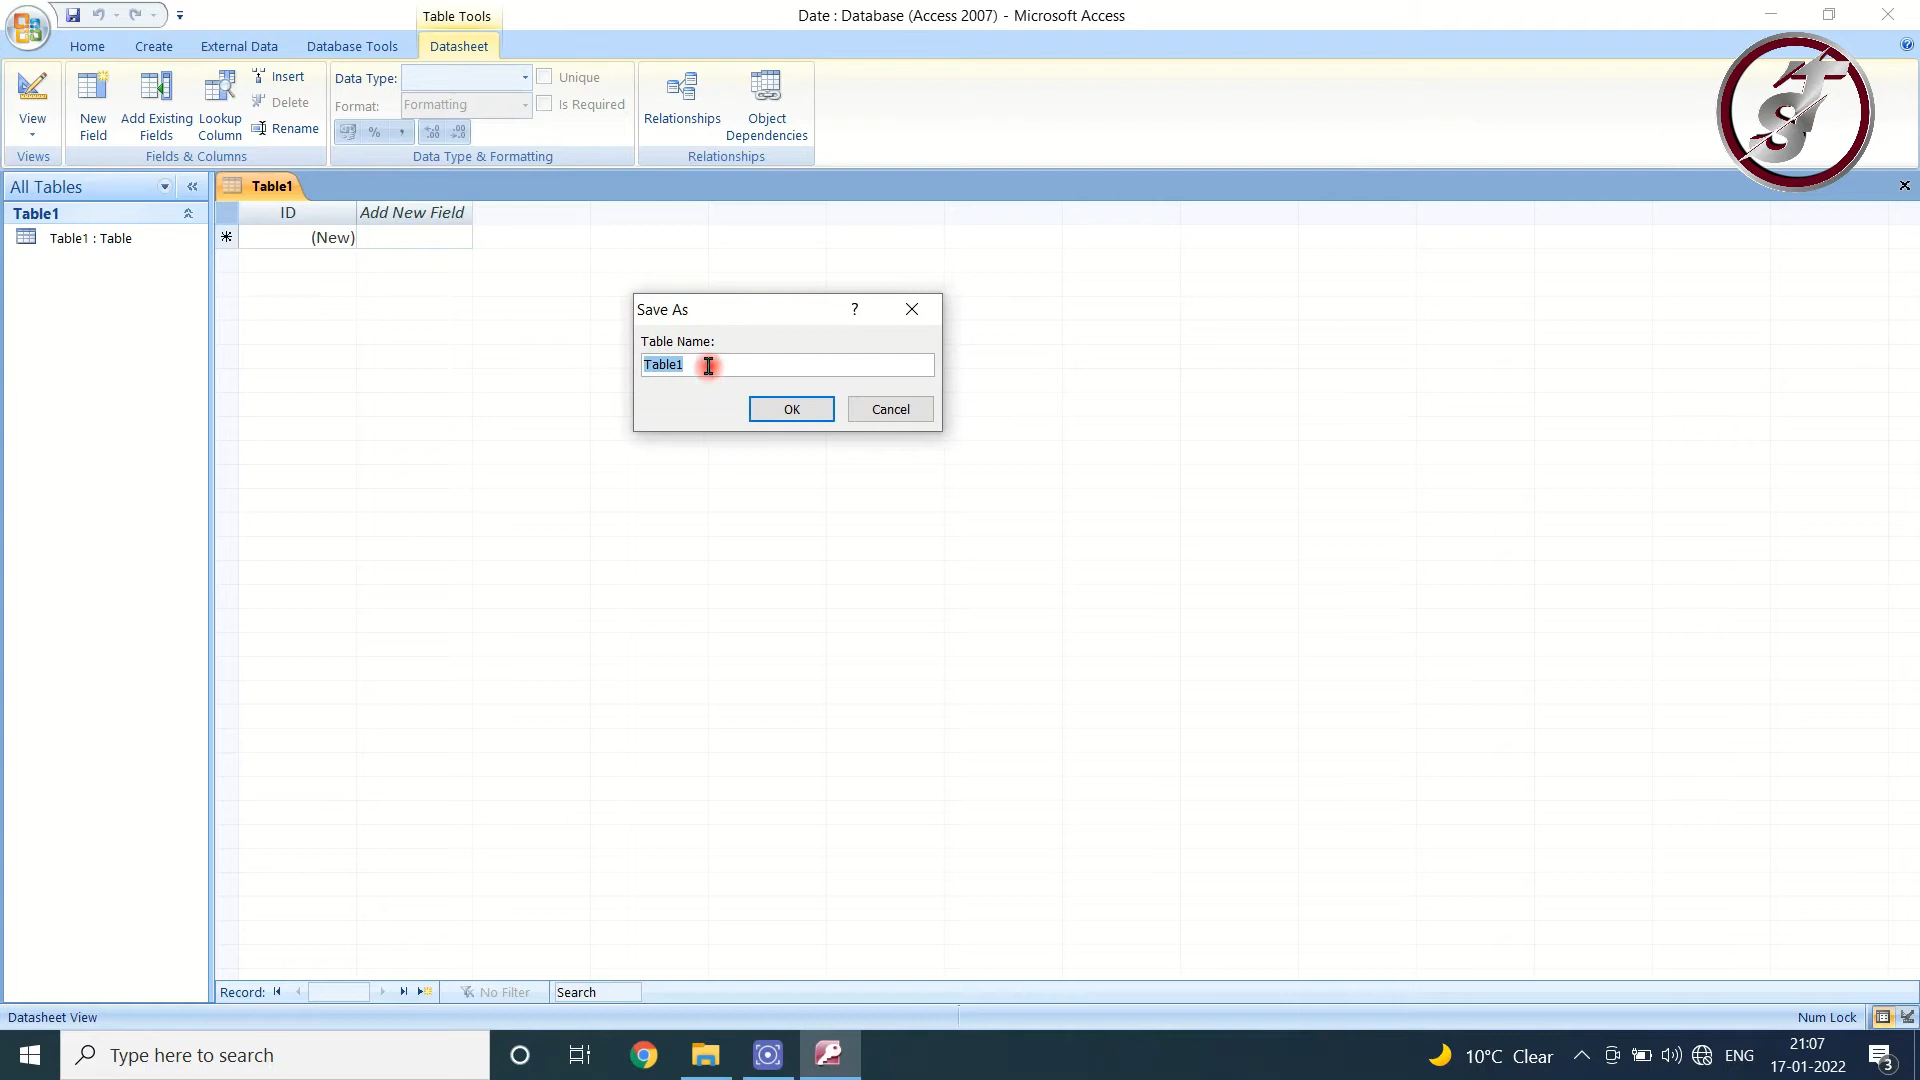 Table Tools
Date : Database (Access 2007) - Microsoft Access
Home Create External Data Database Tools Datasheet
View
New Field
Add Existing Fields
Lookup Column
Insert
Delete
Rename
Data Type:
Format: Formatting
Unique
Is Required
Relationships
Object Dependencies
Views Fields & Columns Data Type & Formatting Relationships
All Tables
Table1
Table1 : Table
Table1
ID Add New Field
(New)
Save As
Table Name:
Table1
OK Cancel
Record: No Filter Search
Datasheet View Num Lock
Type here to search
10°C Clear
ENG
21:07
17-01-2022
3